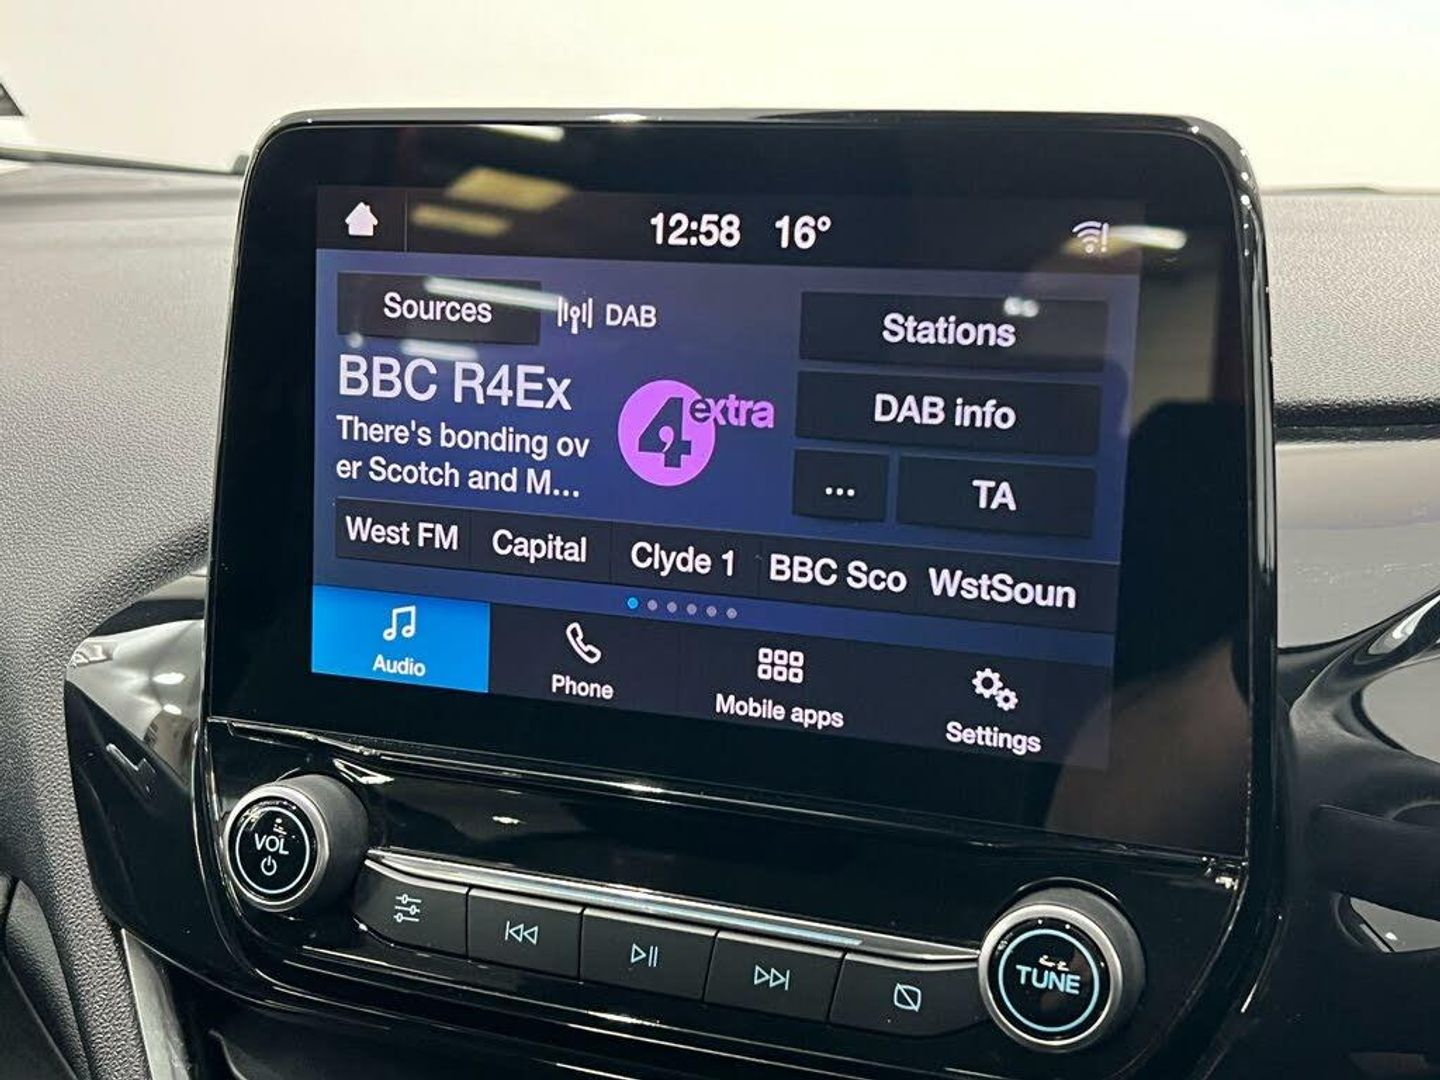 12:58 16°
Sources DAB
Stations
BBC R4Ex
4 extra
DAB info
There's bonding ov
er Scotch and M...
... TA
West FM Capital Clyde 1 BBC Sco WstSoun
Audio Phone Mobile apps Settings
VOL
TUNE